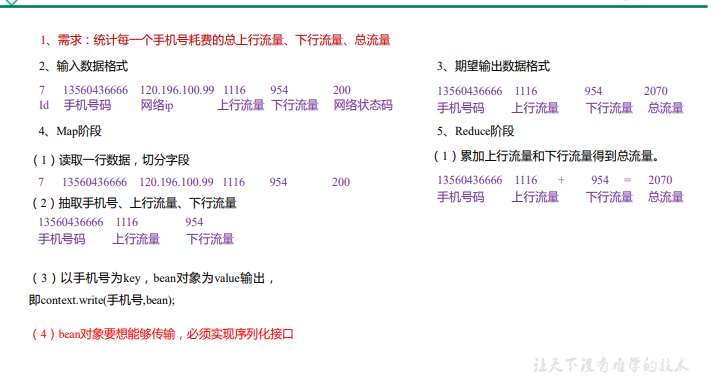 1、需求：统计每一个手机号耗费的总上行流量、下行流量、总流量
2、输入数据格式
7 13560436666 120.196.100.99 1116 954 200
Id 手机号码 网络ip 上行流量 下行流量 网络状态码
3、期望输出数据格式
13560436666 1116 954 2070
手机号码 上行流量 下行流量 总流量
4、Map阶段
（1）读取一行数据，切分字段
7 13560436666 120.196.100.99 1116 954 200
（2）抽取手机号、上行流量、下行流量
13560436666 1116 954
手机号码 上行流量 下行流量
（3）以手机号为key，bean对象为value输出，
即context.write(手机号,bean);
（4）bean对象要想能够传输，必须实现序列化接口
5、Reduce阶段
（1）累加上行流量和下行流量得到总流量。
13560436666 1116 + 954 = 2070
手机号码 上行流量 下行流量 总流量
让天下没有难学的技术